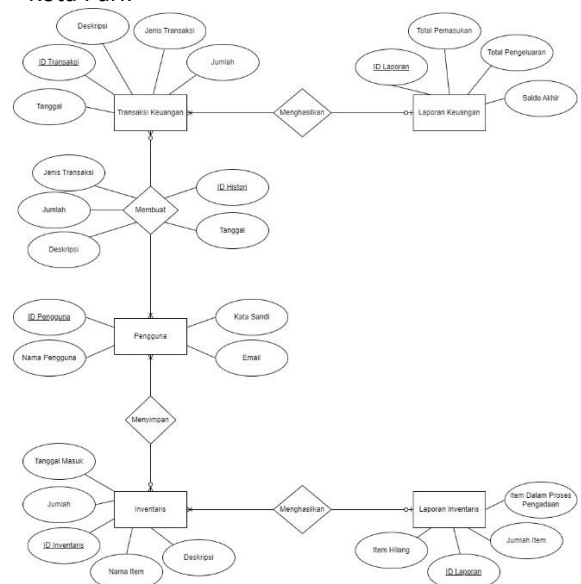 Deskripsi
Jenis Transaksi
ID Transaksi
Jumlah
Tanggal
Transaksi Keuangan
Menghasilkan
Total Pemasukan
ID Laporan
Total Pengeluaran
Saldo Akhir
Laporan Keuangan
Jenis Transaksi
ID Histori
Jumlah
Membuat
Deskripsi
Tanggal
ID Pengguna
Kata Sandi
Pengguna
Nama Pengguna
Email
Menyimpan
Tanggal Masuk
Jumlah
Inventaris
ID Inventaris
Nama Item
Deskripsi
Menghasilkan
Laporan Inventaris
Item Dalam Proses
Pengadaan
Jumlah Item
Item Hilang
ID Laporan